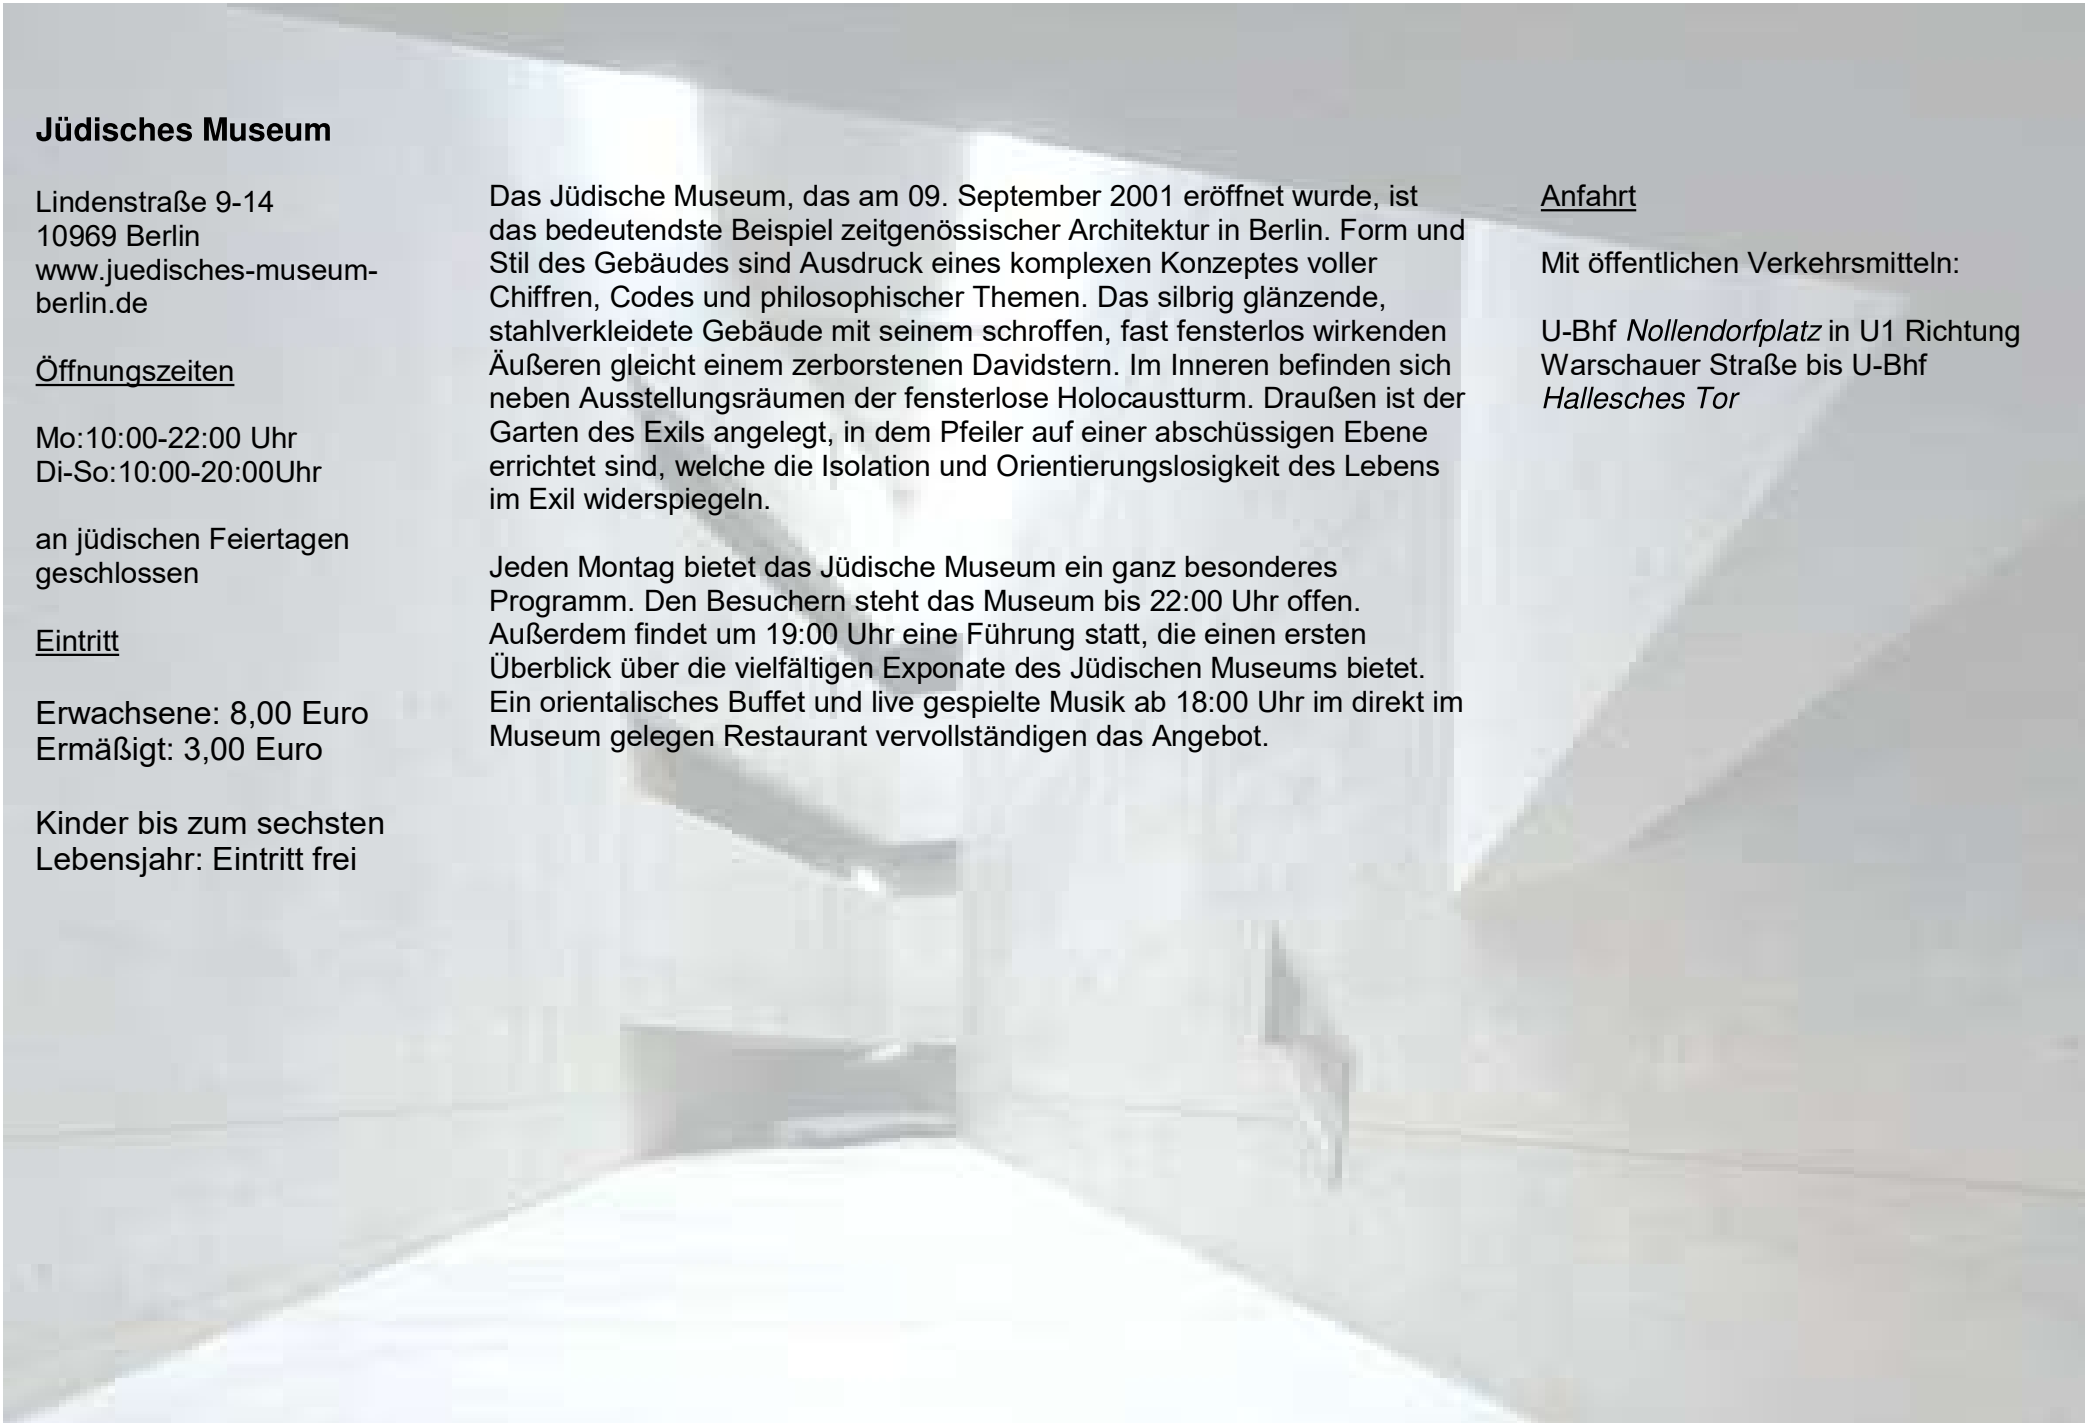 Jüdisches Museum
Lindenstraße 9-14
10969 Berlin
www.juedisches-museum-
berlin.de
Öffnungszeiten
Mo:10:00-22:00 Uhr
Di-So:10:00-20:00Uhr
an jüdischen Feiertagen
geschlossen
Eintritt
Erwachsene: 8,00 Euro
Ermäßigt: 3,00 Euro
Kinder bis zum sechsten
Lebensjahr: Eintritt frei
Das Jüdische Museum, das am 09. September 2001 eröffnet wurde, ist
das bedeutendste Beispiel zeitgenössischer Architektur in Berlin. Form und
Stil des Gebäudes sind Ausdruck eines komplexen Konzeptes voller
Chiffren, Codes und philosophischer Themen. Das silbrig glänzende,
stahlverkleidete Gebäude mit seinem schroffen, fast fensterlos wirkenden
Äußeren gleicht einem zerborstenen Davidstern. Im Inneren befinden sich
neben Ausstellungsräumen der fensterlose Holocaustturm. Draußen ist der
Garten des Exils angelegt, in dem Pfeiler auf einer abschüssigen Ebene
errichtet sind, welche die Isolation und Orientierungslosigkeit des Lebens
im Exil widerspiegeln.
Jeden Montag bietet das Jüdische Museum ein ganz besonderes
Programm. Den Besuchern steht das Museum bis 22:00 Uhr offen.
Außerdem findet um 19:00 Uhr eine Führung statt, die einen ersten
Überblick über die vielfältigen Exponate des Jüdischen Museums bietet.
Ein orientalisches Buffet und live gespielte Musik ab 18:00 Uhr im direkt im
Museum gelegen Restaurant vervollständigen das Angebot.
Anfahrt
Mit öffentlichen Verkehrsmitteln:
U-Bhf Nollendorfplatz in U1 Richtung
Warschauer Straße bis U-Bhf
Hallesches Tor